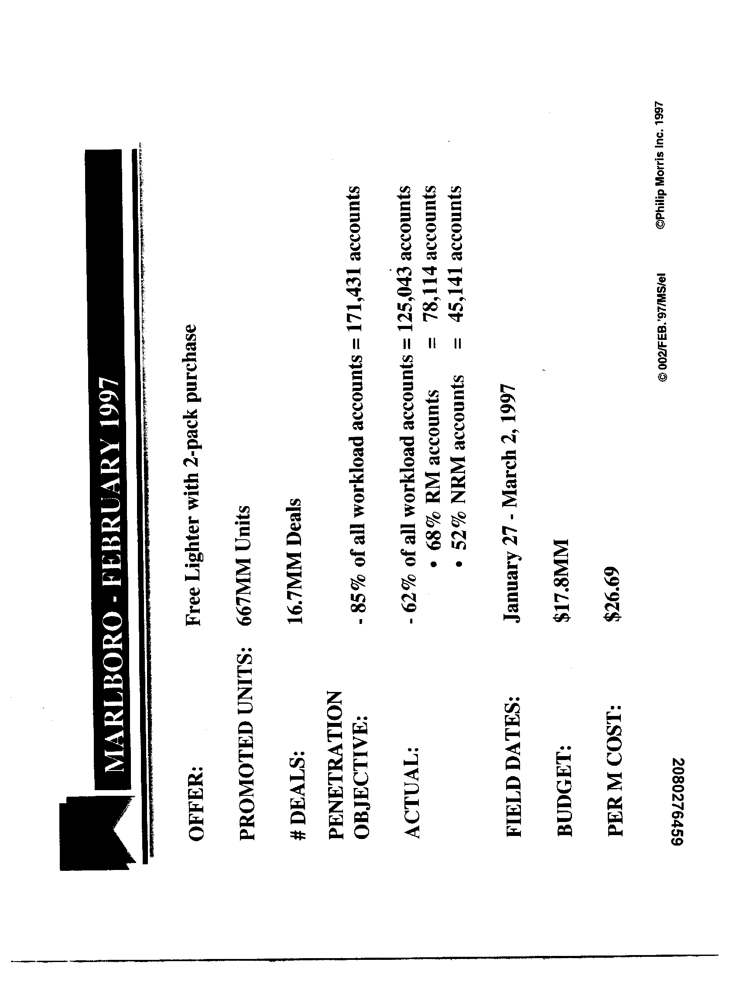 MARLBORO - FEBRUARY 1997
OFFER: Free Lighter with 2-pack purchase
PROMOTED UNITS: 667MM Units
# DEALS: 16.7MM Deals
PENETRATION
OBJECTIVE: - 85% of all workload accounts = 171,431 accounts
ACTUAL: - 62% of all workload accounts = 125,043 accounts
• 68% RM accounts = 78,114 accounts
• 52% NRM accounts = 45,141 accounts
FIELD DATES: January 27 - March 2, 1997
BUDGET: $17.8MM
PER M COST: $26.69
© 002/FEB.'97/MS/el ©Philip Morris Inc. 1997
2080276459